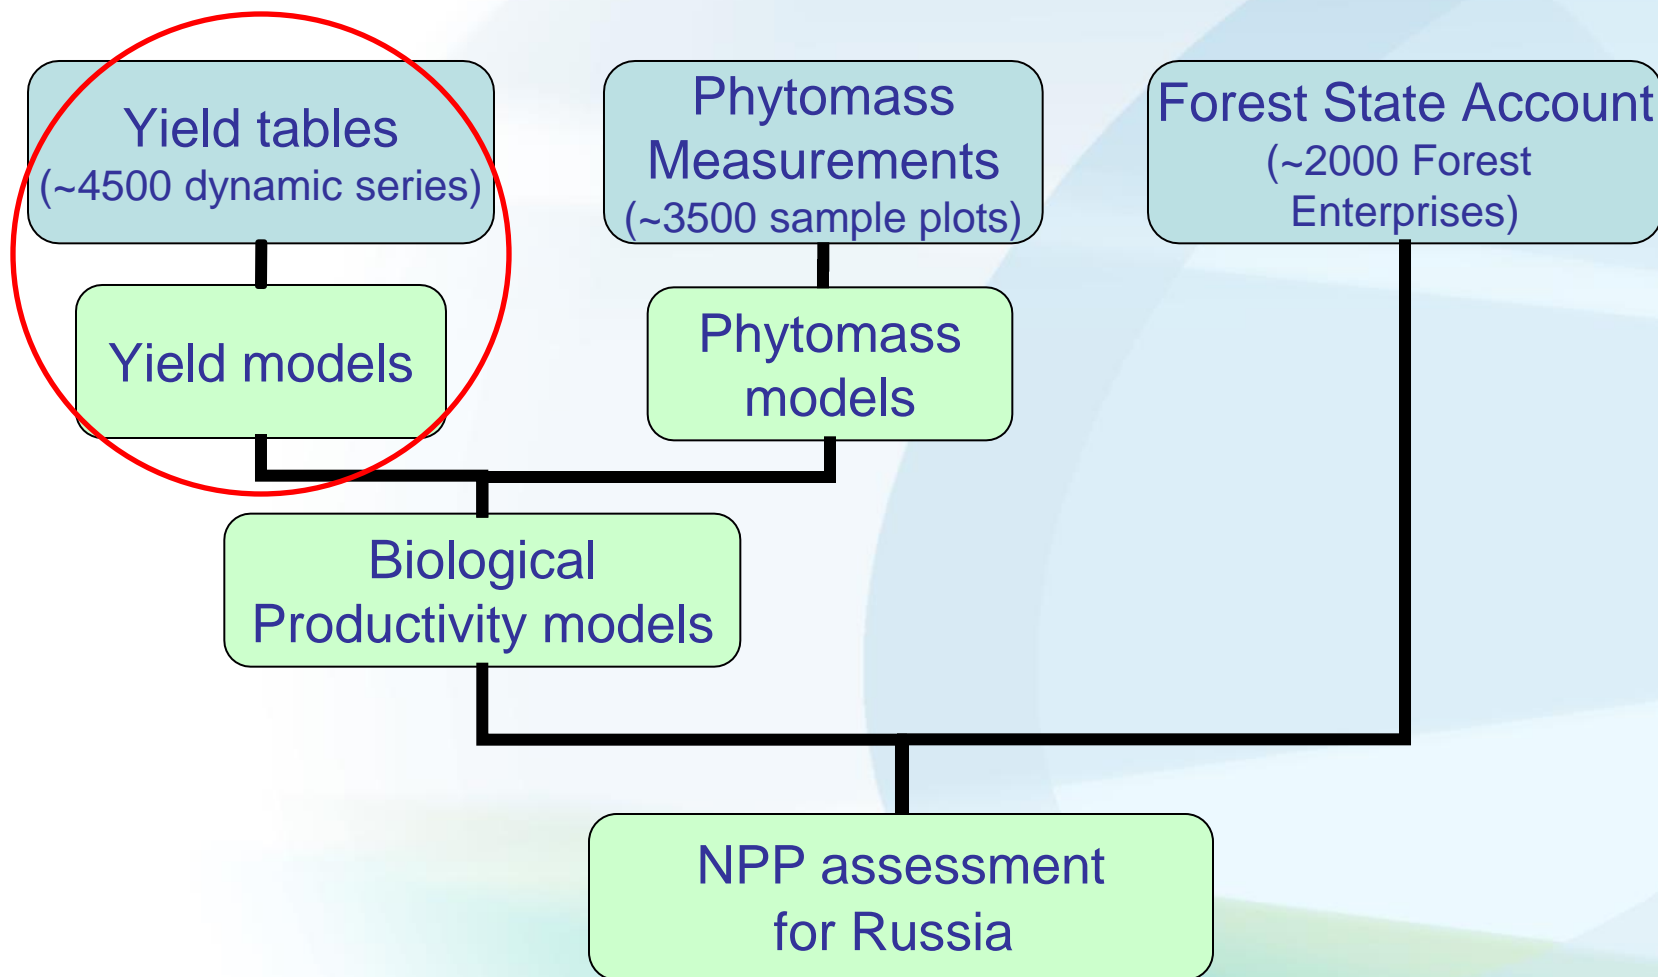 Yield tables
(~4500 dynamic series)
Phytomass
Measurements
(~3500 sample plots)
Forest State Account
(~2000 Forest
Enterprises)
Yield models
Phytomass
models
Biological
Productivity models
NPP assessment
for Russia